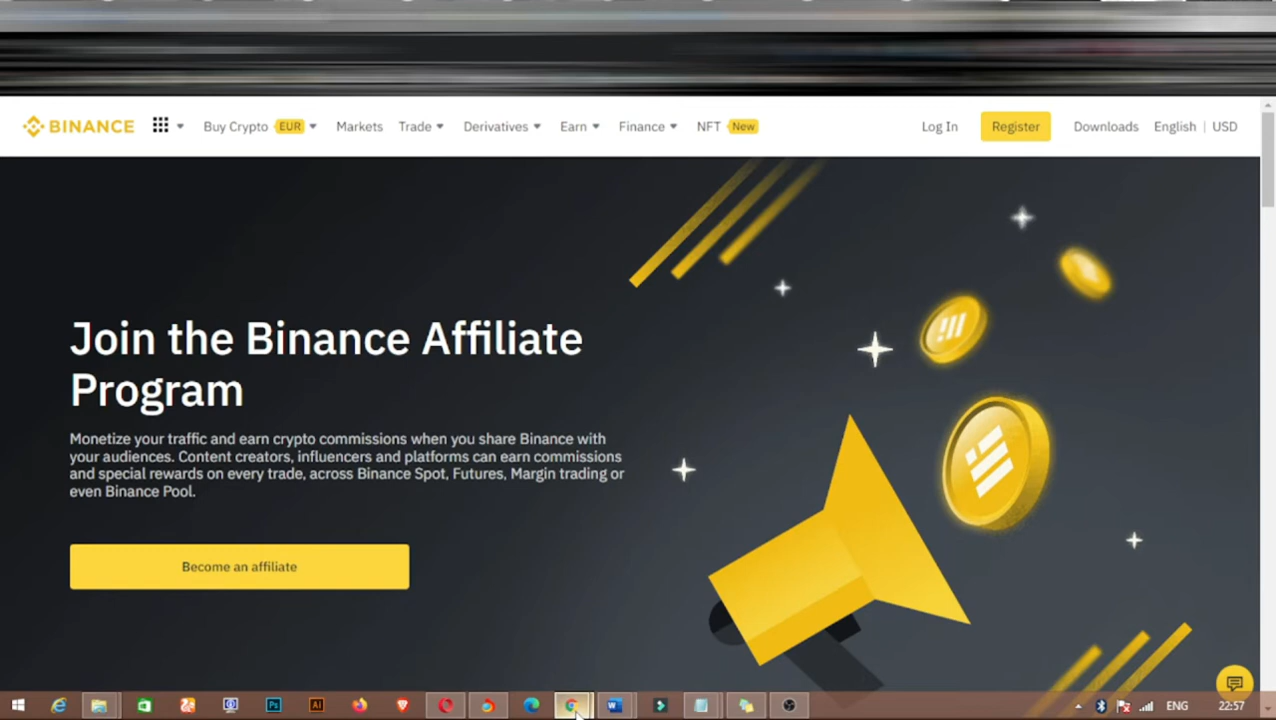 BINANCE Buy Crypto EUR Markets Trade Derivatives Earn Finance NFT New Log In Register Downloads English | USD
Join the Binance Affiliate
Program
Monetize your traffic and earn crypto commissions when you share Binance with
your audiences. Content creators, influencers and platforms can earn commissions
and special rewards on every trade, across Binance Spot, Futures, Margin trading or
even Binance Pool.
Become an affiliate
Ps Ai W ENG 22:57